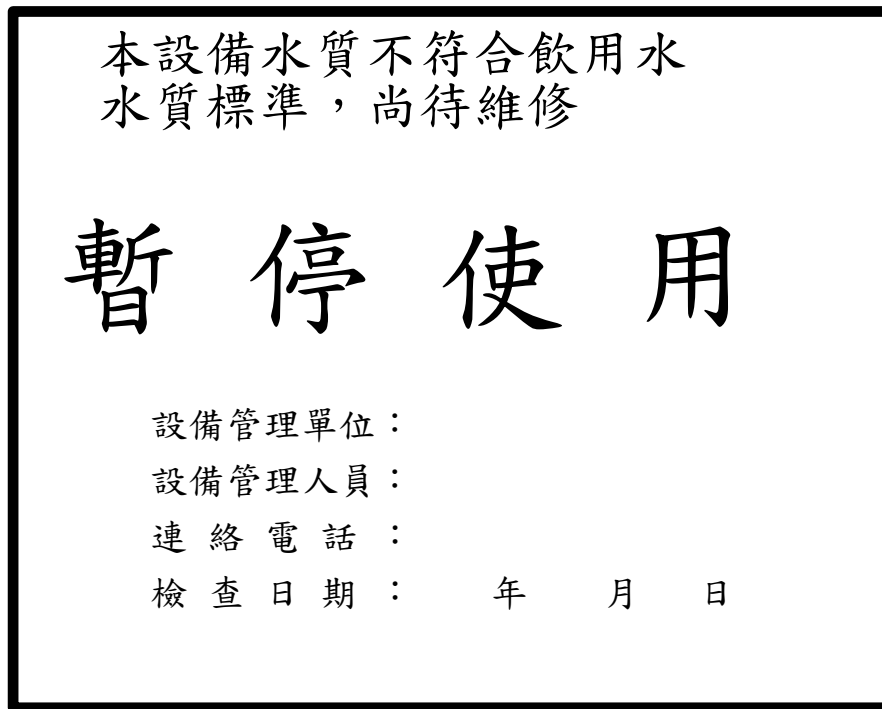 本設備水質不符合飲用水
水質標準，尚待維修
暫停使用
設備管理單位：
設備管理人員：
連絡電話：
檢查日期：　年　月　日